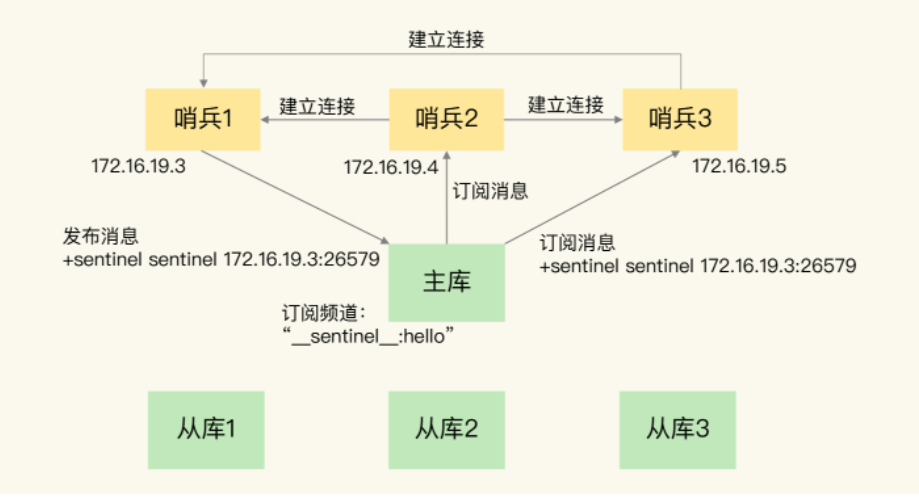 建立连接
哨兵1
建立连接
哨兵2
建立连接
哨兵3
172.16.19.3
172.16.19.4
172.16.19.5
订阅消息
发布消息
+sentinel sentinel 172.16.19.3:26579
订阅消息
+sentinel sentinel 172.16.19.3:26579
主库
订阅频道：
“__sentinel__:hello”
从库1
从库2
从库3